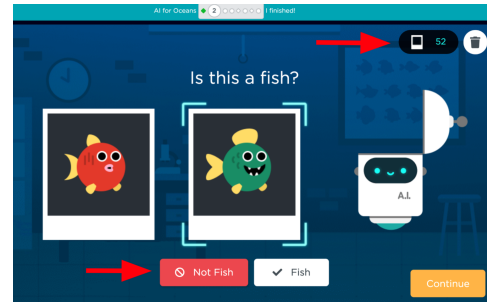 AI for Oceans 2 I finished!
52
Is this a fish?
A.I.
Not Fish Fish
Continue